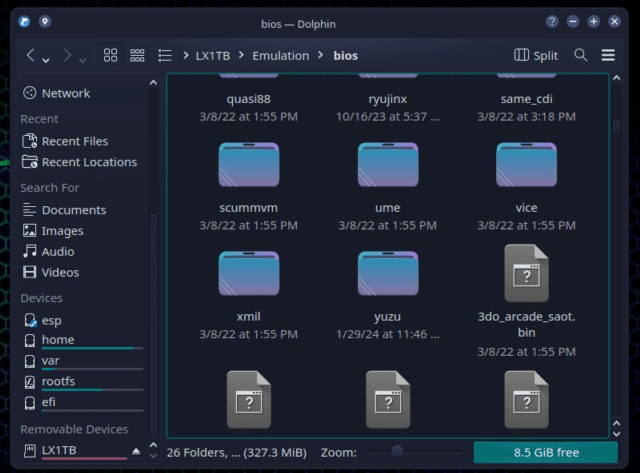 bios — Dolphin
LX1TB
Emulation
bios
Split
Network
Recent
Recent Files
Recent Locations
Search For
Documents
Images
Audio
Videos
Devices
esp
home
var
rootfs
efi
Removable Devices
LX1TB
quasi88
3/8/22 at 1:55 PM
ryujinx
10/16/23 at 5:37 ...
same_cdi
3/8/22 at 3:18 PM
scummvm
3/8/22 at 1:55 PM
ume
3/8/22 at 1:55 PM
vice
3/8/22 at 1:55 PM
xmil
3/8/22 at 1:55 PM
yuzu
1/29/24 at 11:46 ...
3do_arcade_saot.
bin
3/8/22 at 1:55 PM
26 Folders, ... (327.3 MiB)
Zoom:
8.5 GiB free